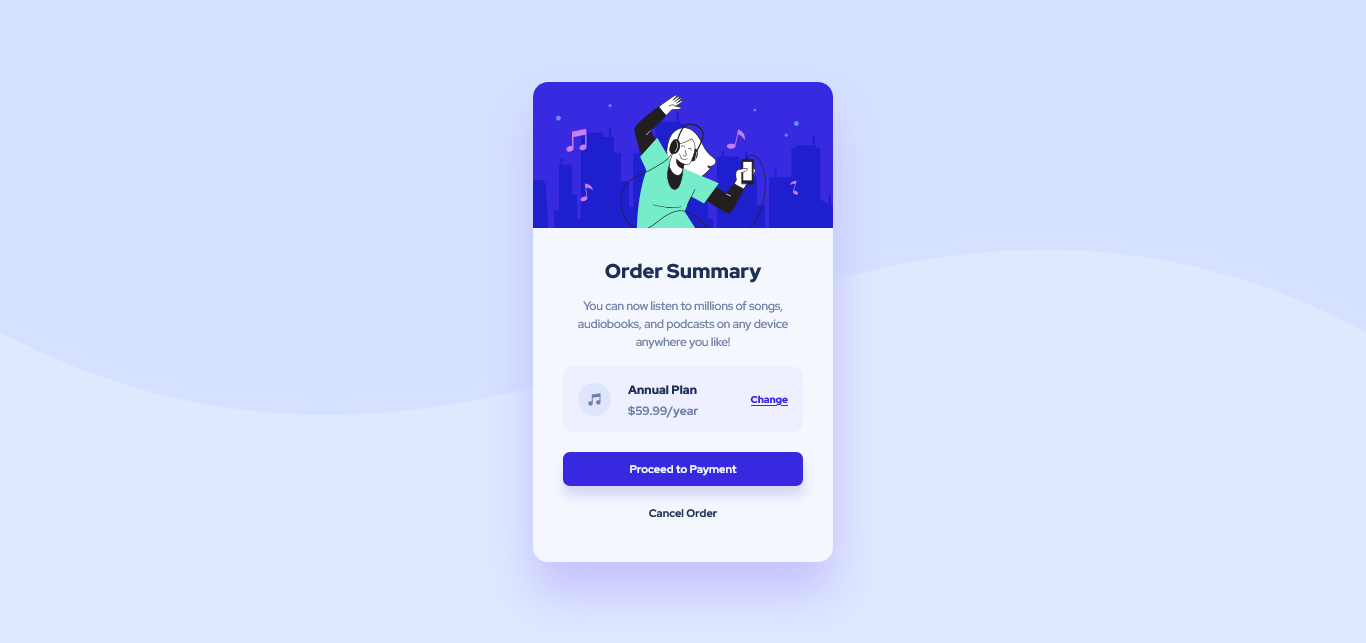 Order Summary
You can now listen to millions of songs,
audiobooks, and podcasts on any device
anywhere you like!
Annual Plan
$59.99/year
Change
Proceed to Payment
Cancel Order